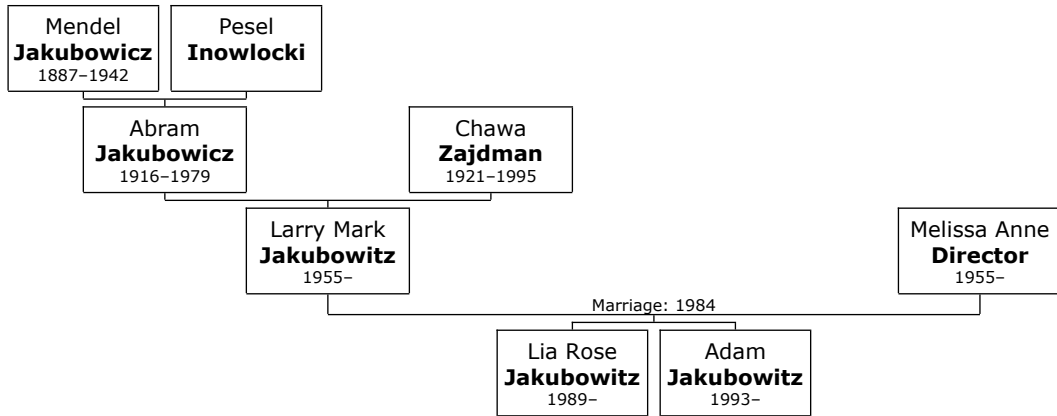 Mendel
Jakubowicz
1887–1942
Pesel
Inowlocki
Abram
Jakubowicz
1916–1979
Chawa
Zajdman
1921–1995
Larry Mark
Jakubowitz
1955–
Melissa Anne
Director
1955–
Marriage: 1984
Lia Rose
Jakubowitz
1989–
Adam
Jakubowitz
1993–